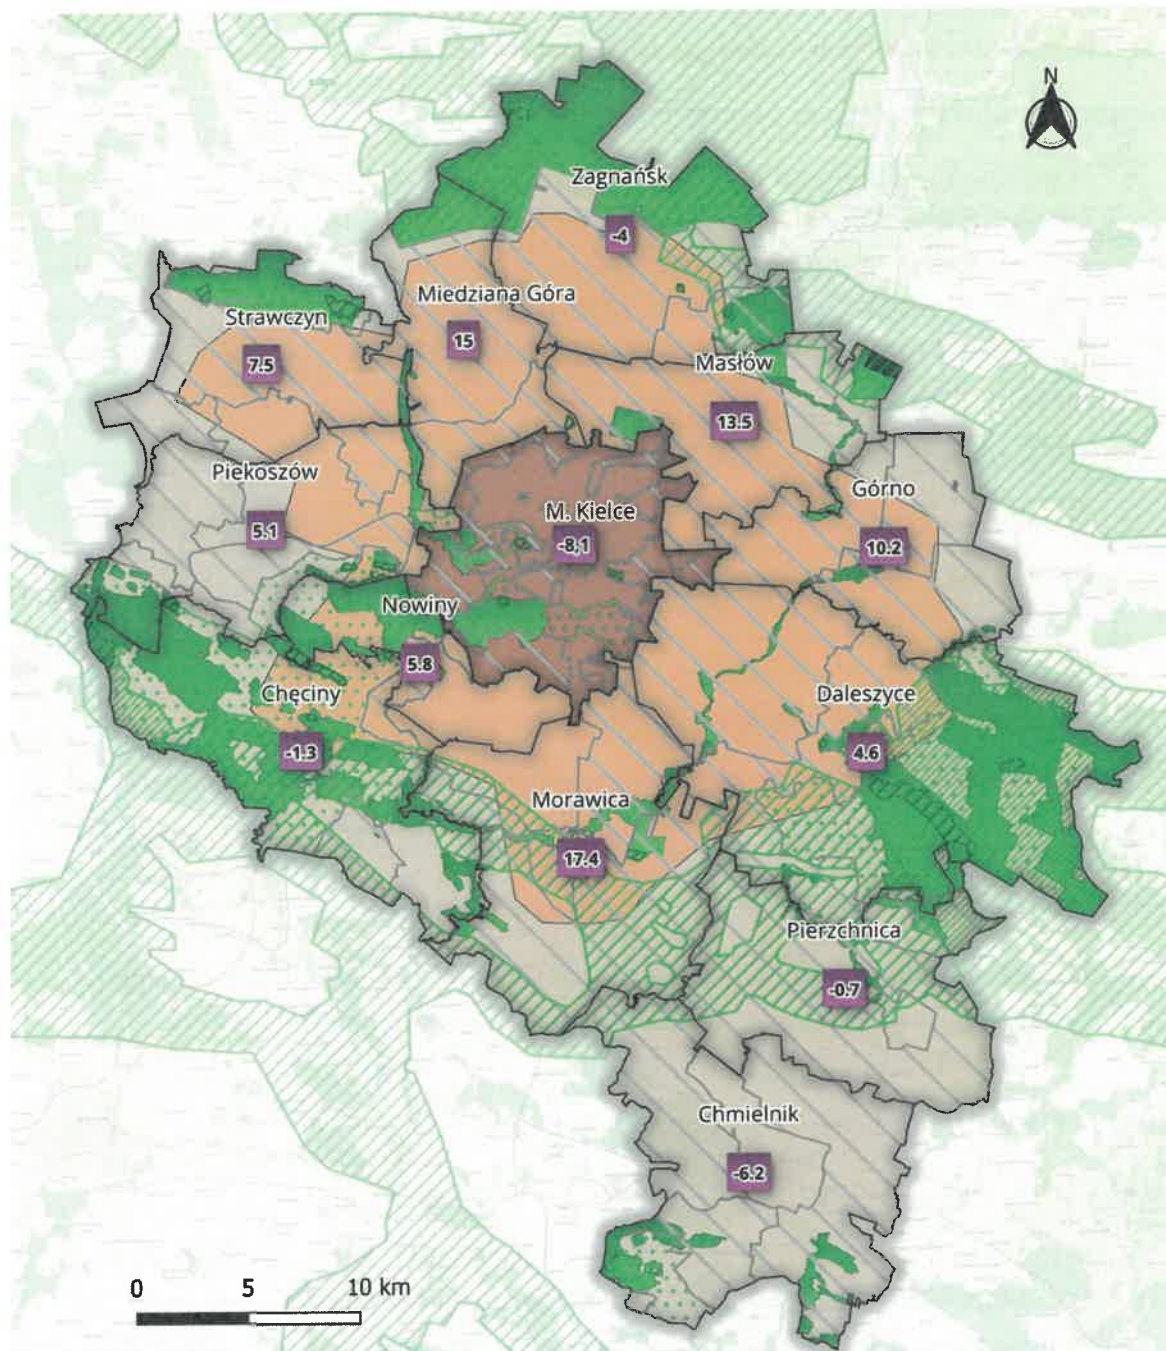 N
Zagnańsk
-4
Miedziana Góra
15
Strawczyn
7.5
Masłów
13.5
Piekoszów
5.1
M. Kielce
-8,1
Górno
10.2
Nowiny
5.8
Chęciny
-1.3
Daleszyce
4.6
Morawica
17.4
Pierzchnica
-0.7
Chmielnik
-6.2
0 5 10 km